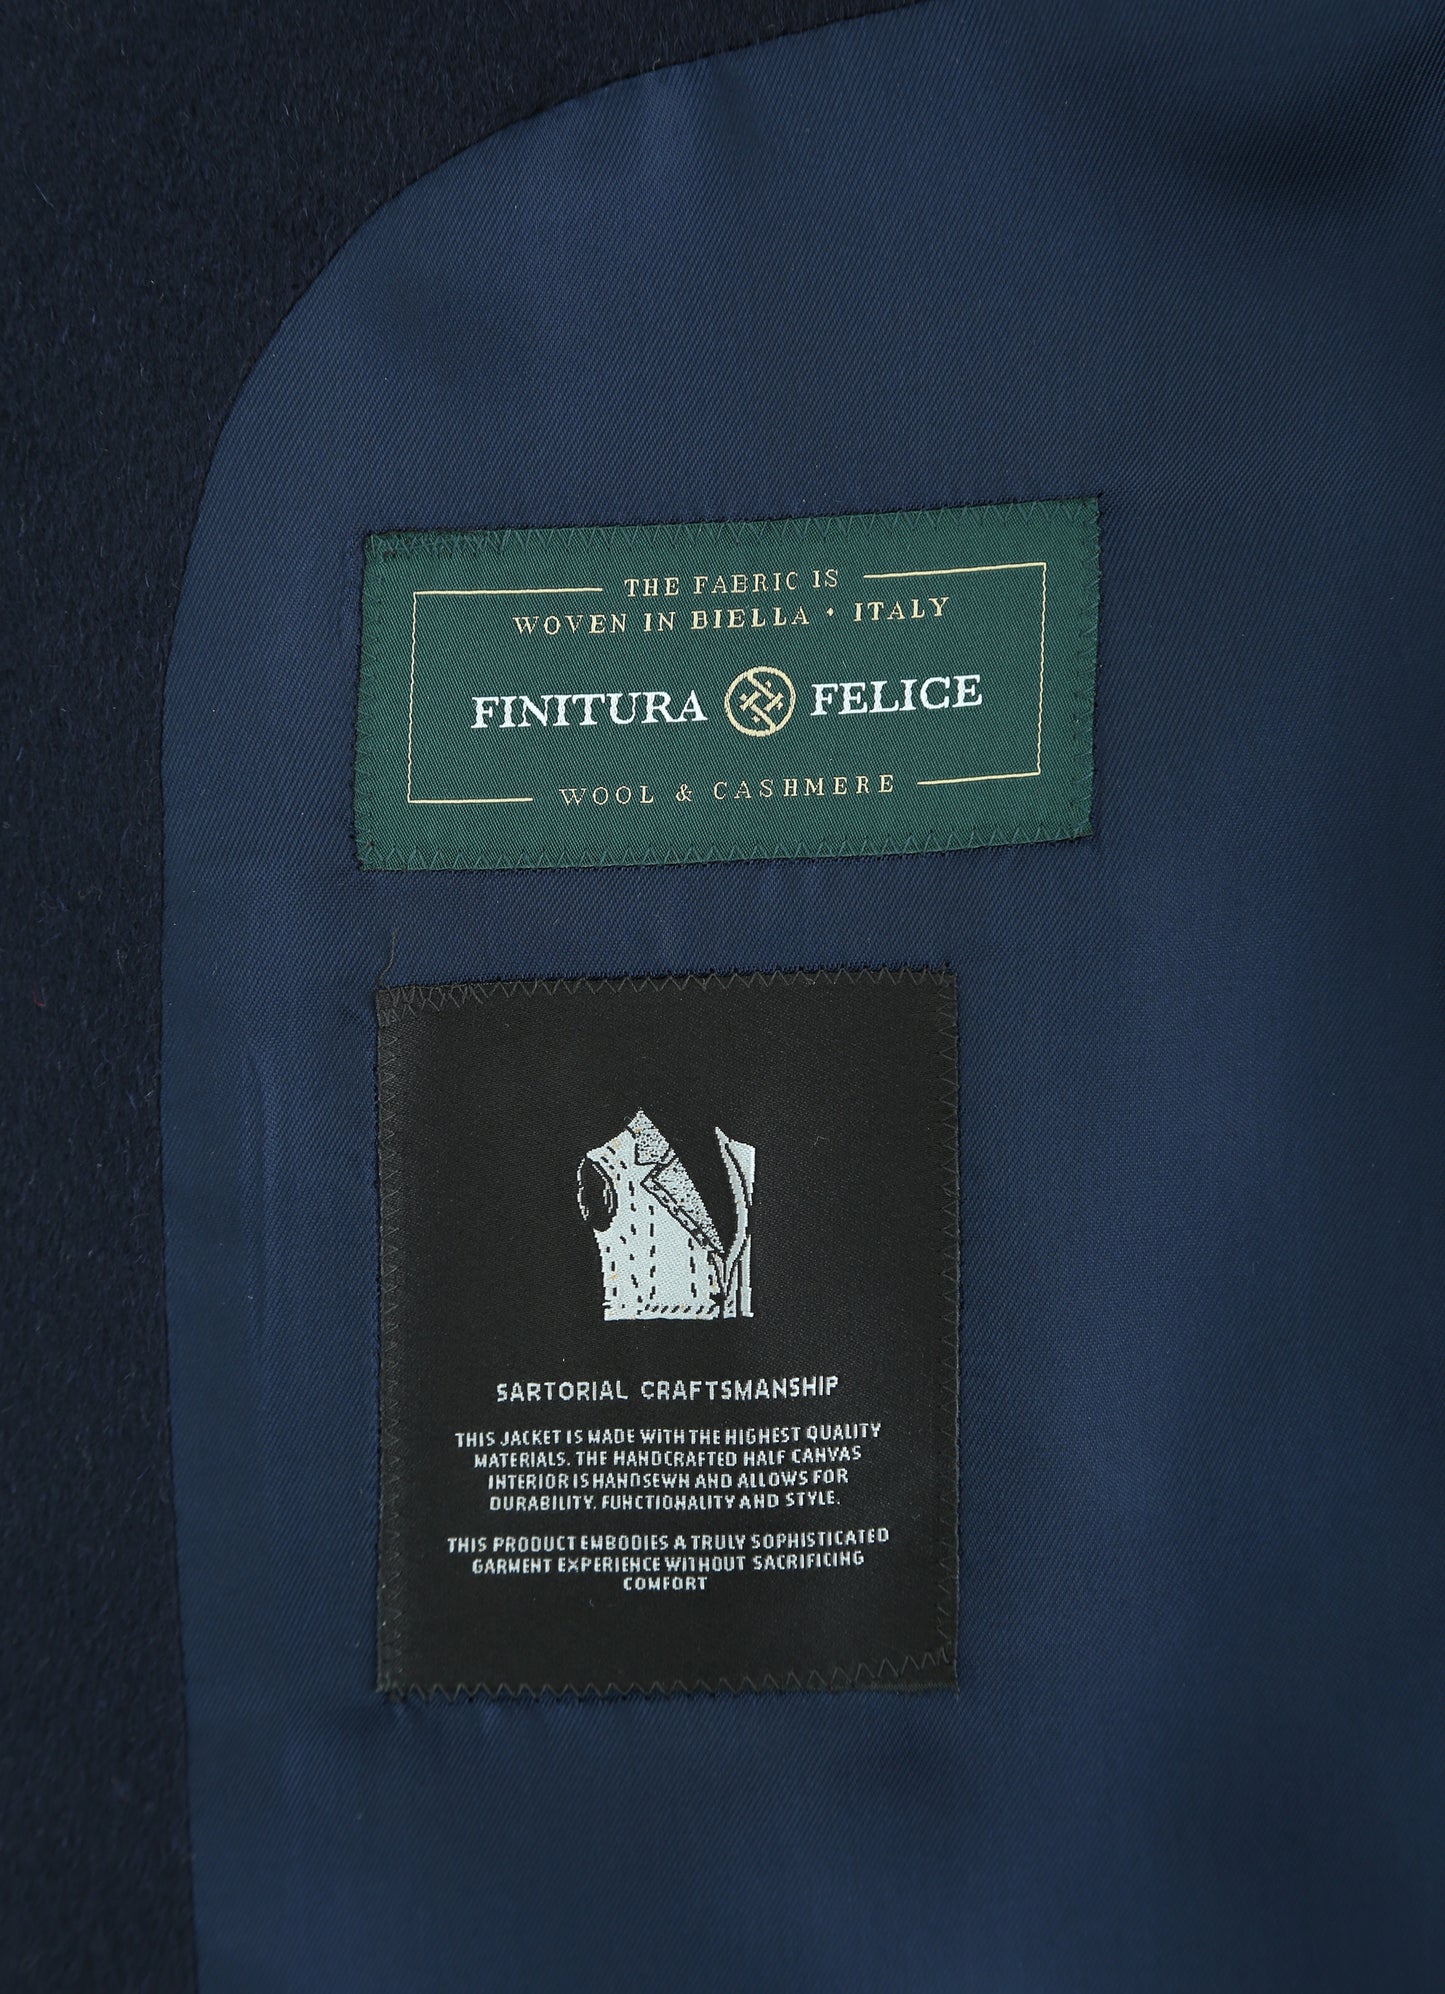 THE FABRIC IS
WOVEN IN BIELLA • ITALY
FINITURA FELICE
WOOL & CASHMERE
SARTORIAL CRAFTSMANSHIP
THIS JACKET IS MADE WITH THE HIGHEST QUALITY
MATERIALS. THE HANDCRAFTED HALF CANVAS
INTERIOR IS HANDSEWN AND ALLOWS FOR
DURABILITY. FUNCTIONALITY AND STYLE.
THIS PRODUCT EMBODIES A TRULY SOPHISTICATED
GARMENT EXPERIENCE WITHOUT SACRIFICING
COMFORT